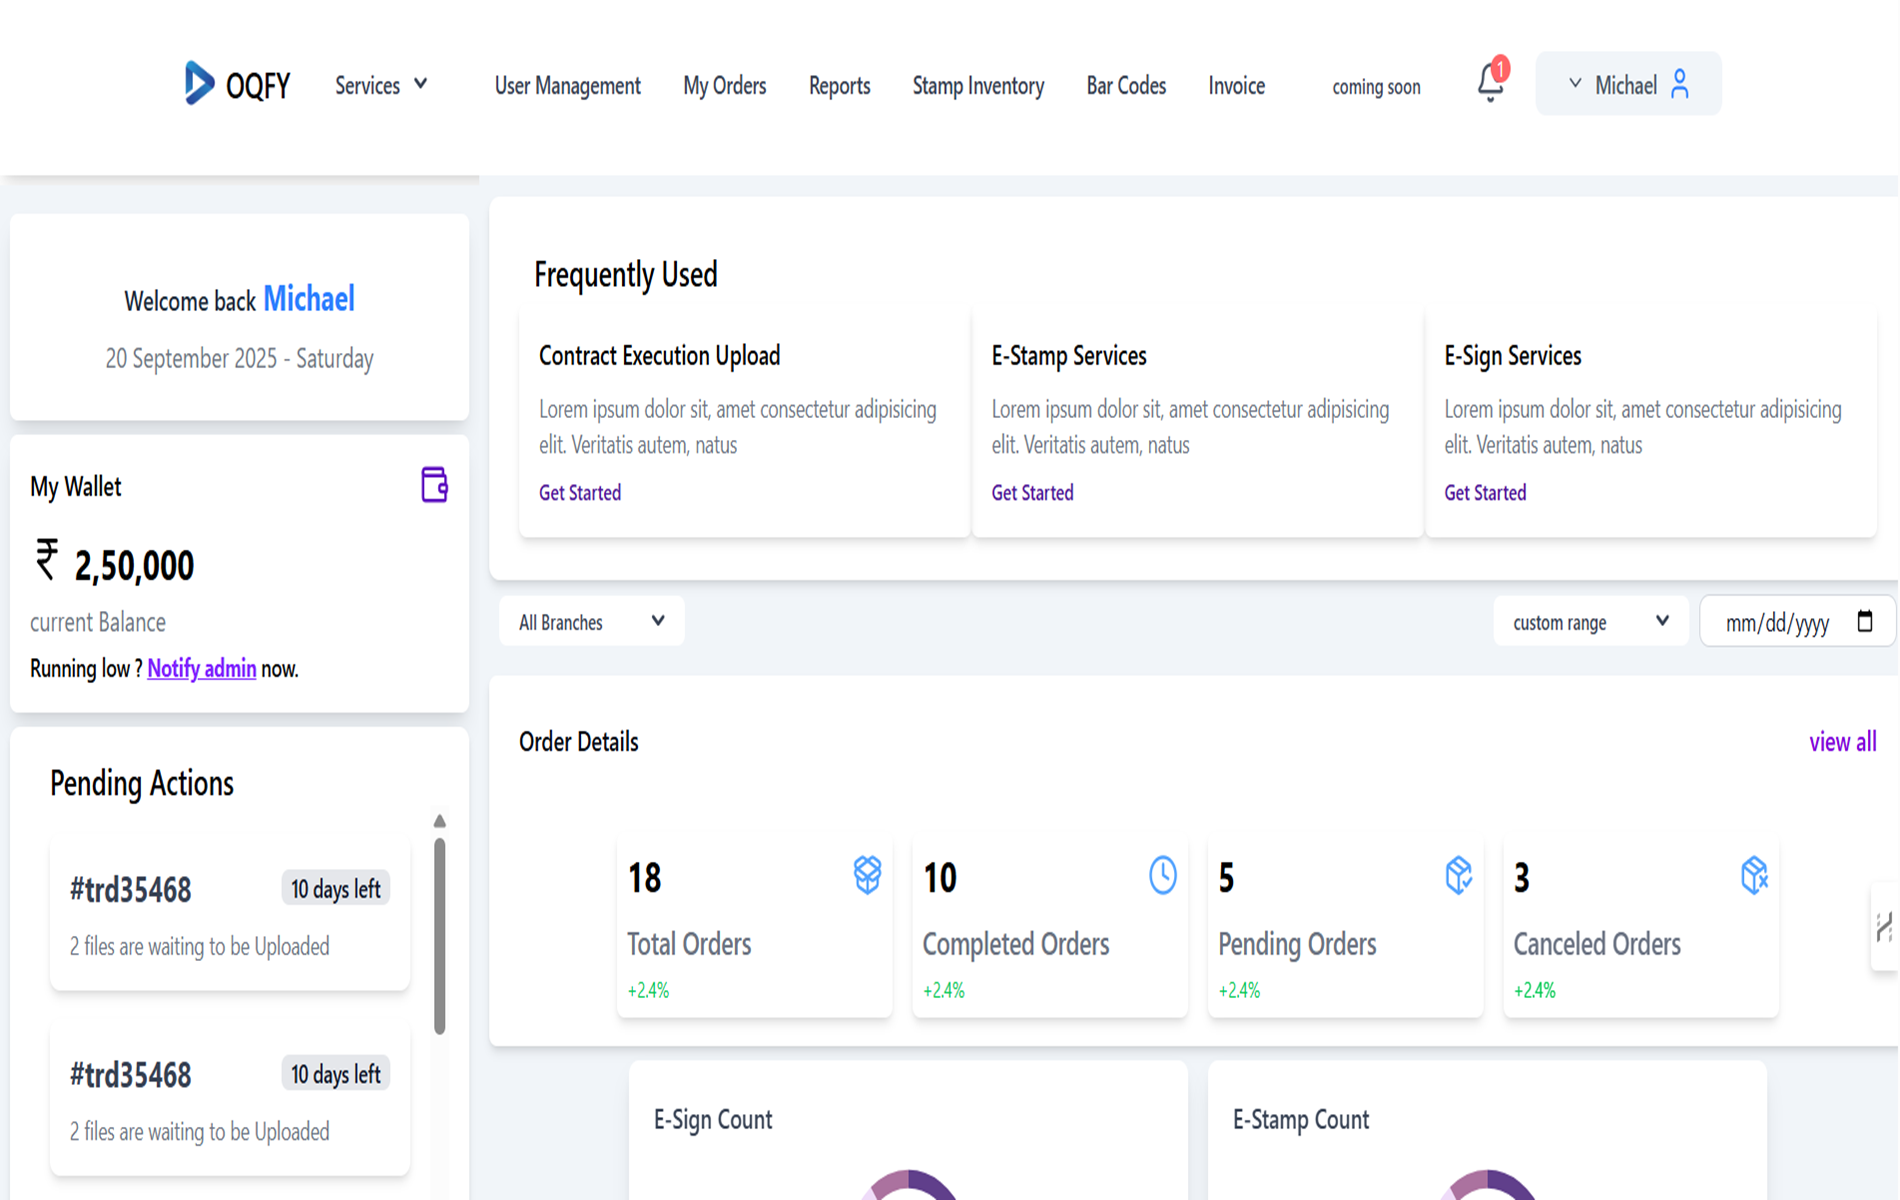 OQFY
Services
User Management
My Orders
Reports
Stamp Inventory
Bar Codes
Invoice
coming soon
1
Michael
Welcome back Michael
20 September 2025 - Saturday
My Wallet
₹ 2,50,000
current Balance
Running low ? Notify admin now.
Pending Actions
#trd35468
10 days left
2 files are waiting to be Uploaded
#trd35468
10 days left
2 files are waiting to be Uploaded
Frequently Used
Contract Execution Upload
Lorem ipsum dolor sit, amet consectetur adipisicing
elit. Veritatis autem, natus
Get Started
E-Stamp Services
Lorem ipsum dolor sit, amet consectetur adipisicing
elit. Veritatis autem, natus
Get Started
E-Sign Services
Lorem ipsum dolor sit, amet consectetur adipisicing
elit. Veritatis autem, natus
Get Started
All Branches
custom range
mm/dd/yyyy
Order Details
view all
18
Total Orders
+2.4%
10
Completed Orders
+2.4%
5
Pending Orders
+2.4%
3
Canceled Orders
+2.4%
E-Sign Count
E-Stamp Count